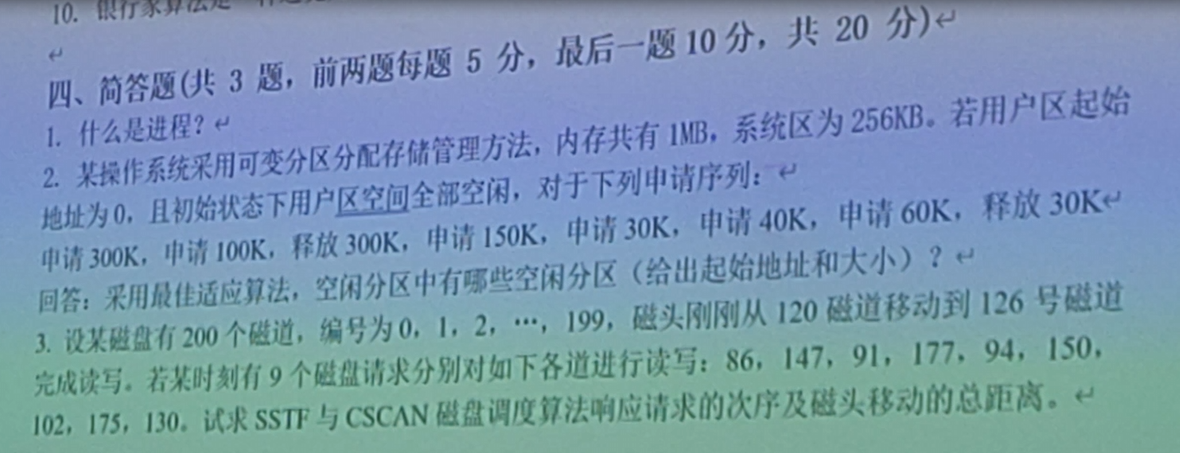 10. 银行家算法是一种
四、简答题(共 3 题，前两题每题 5 分，最后一题 10 分，共 20 分)↵
1. 什么是进程？↵
2. 某操作系统采用可变分区分配存储管理方法，内存共有 1MB，系统区为 256KB。若用户区起始
地址为 0，且初始状态下用户区空间全部空闲，对于下列申请序列：↵
申请 300K，申请 100K，释放 300K，申请 150K，申请 30K，申请 40K，申请 60K，释放 30K↵
回答：采用最佳适应算法，空闲分区中有哪些空闲分区（给出起始地址和大小）？↵
3. 设某磁盘有 200 个磁道，编号为 0，1，2，…，199，磁头刚刚从 120 磁道移动到 126 号磁道
完成读写。若某时刻有 9 个磁盘请求分别对如下各道进行读写：86，147，91，177，94，150，
102，175，130。试求 SSTF 与 CSCAN 磁盘调度算法响应请求的次序及磁头移动的总距离。↵